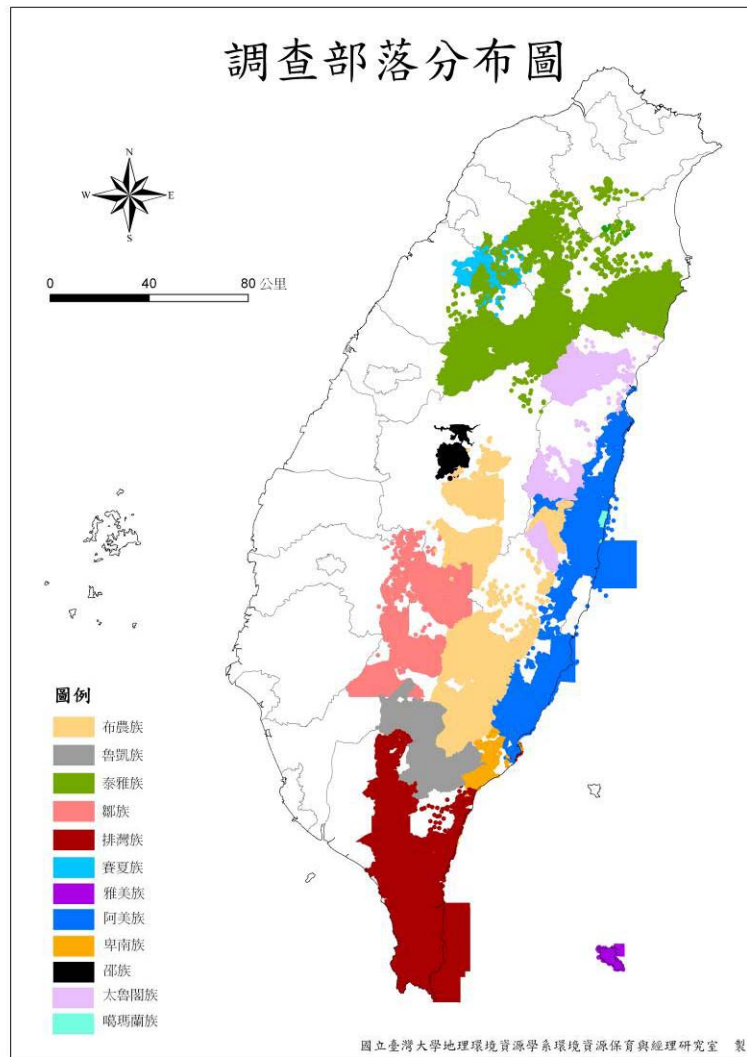 調查部落分布圖
N
W E
S
0 40 80 公里
圖例
布農族
魯凱族
泰雅族
鄒族
排灣族
賽夏族
雅美族
阿美族
卑南族
邵族
太魯閣族
噶瑪蘭族
國立臺灣大學地理環境資源學系環境資源保育與經理研究室 製